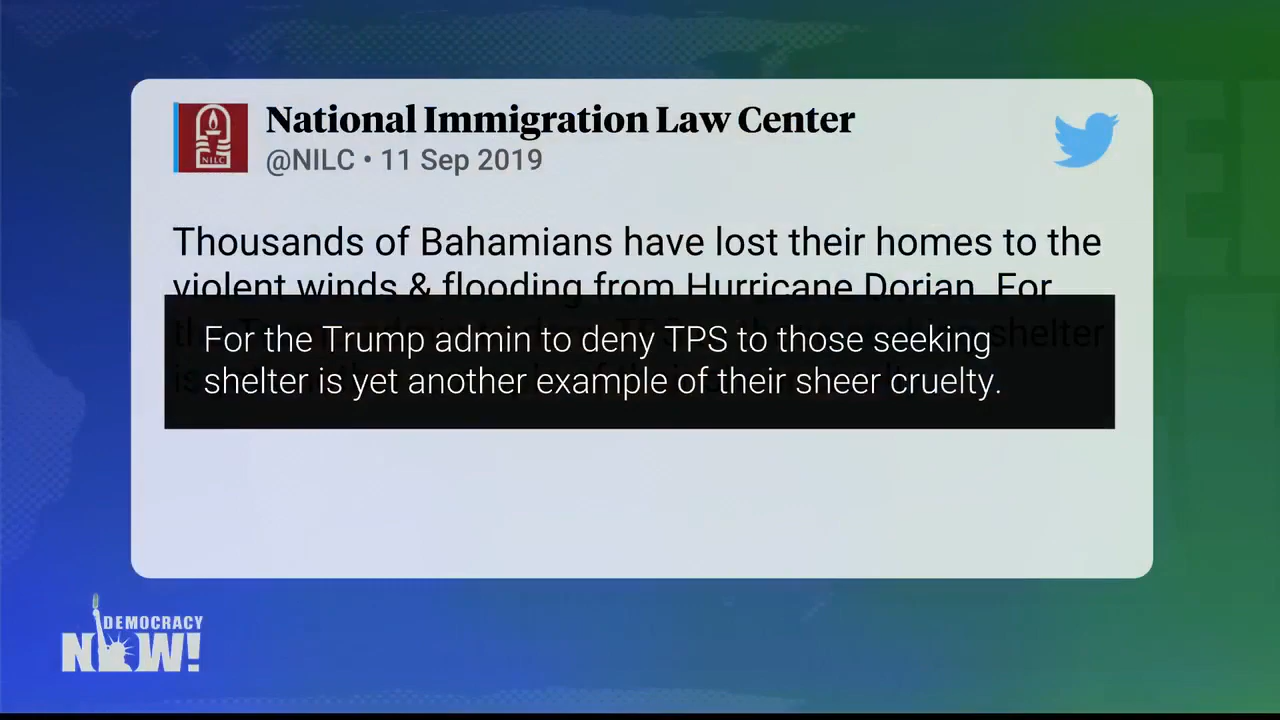 NILC
National Immigration Law Center
@NILC • 11 Sep 2019
Thousands of Bahamians have lost their homes to the
violent winds & flooding from Hurricane Dorian. For
shelter
For the Trump admin to deny TPS to those seeking
shelter is yet another example of their sheer cruelty.
DEMOCRACY
NOW!